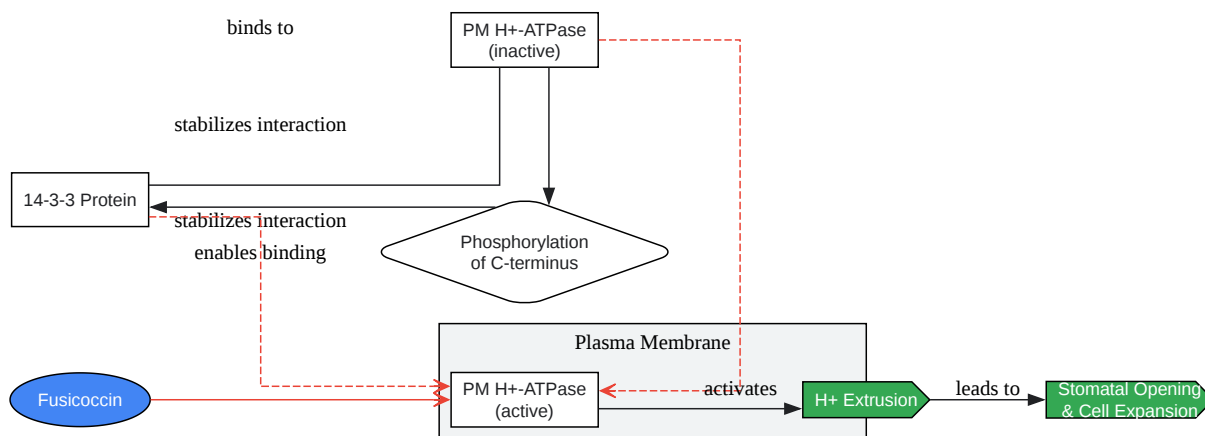 binds to
PM H+-ATPase
(inactive)
stabilizes interaction
14-3-3 Protein
stabilizes interaction
enables binding
Phosphorylation
of C-terminus
Plasma Membrane
Fusicoccin
PM H+-ATPase
(active)
activates
H+ Extrusion
leads to
Stomatal Opening
& Cell Expansion